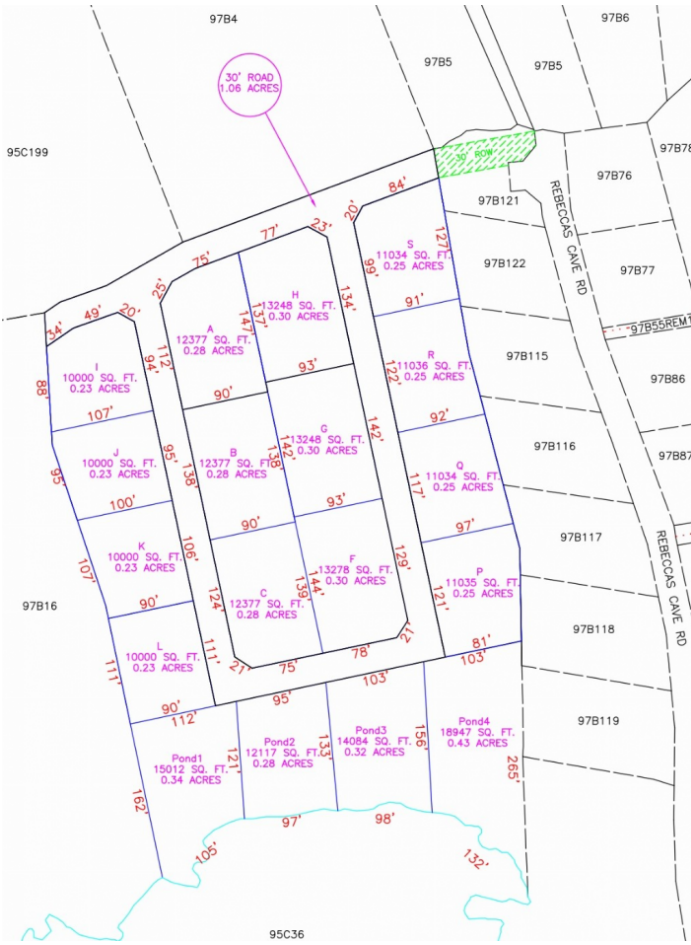 97B4
97B6
30' ROAD
1.06 ACRES
97B5
97B5
95C199
30' ROW
97B78
97B76
84'
97B121
REBECCAS CAVE RD
20'
23'
77'
S
11034 SQ. FT.
0.25 ACRES
127'
75'
99'
97B122
97B77
H
13248 SQ. FT.
0.30 ACRES
134'
25'
137'
147'
A
12377 SQ. FT.
0.28 ACRES
49'
20'
34'
91'
97B55REM1
94'
112'
R
11036 SQ. FT.
0.25 ACRES
97B115
I
10000 SQ. FT.
0.23 ACRES
93'
122'
97B86
88'
90'
107'
92'
G
13248 SQ. FT.
0.30 ACRES
142'
97B116
95'
B
12377 SQ. FT.
0.28 ACRES
142'
138'
138'
97B87
J
10000 SQ. FT.
0.23 ACRES
95'
Q
11034 SQ. FT.
0.25 ACRES
117'
93'
100'
90'
97'
97B117
REBECCAS CAVE RD
K
10000 SQ. FT.
0.23 ACRES
106'
107'
129'
F
13278 SQ. FT.
0.30 ACRES
P
11035 SQ. FT.
0.25 ACRES
C
12377 SQ. FT.
0.28 ACRES
144'
139'
124'
121'
97B16
90'
97B118
21'
81'
L
10000 SQ. FT.
0.23 ACRES
111'
111'
21'
75'
78'
103'
103'
90'
95'
112'
97B119
Pond1
15012 SQ. FT.
0.34 ACRES
121'
Pond2
12117 SQ. FT.
0.28 ACRES
133'
Pond3
14084 SQ. FT.
0.32 ACRES
156'
Pond4
18947 SQ. FT.
0.43 ACRES
265'
162'
97'
98'
105'
132'
95C36